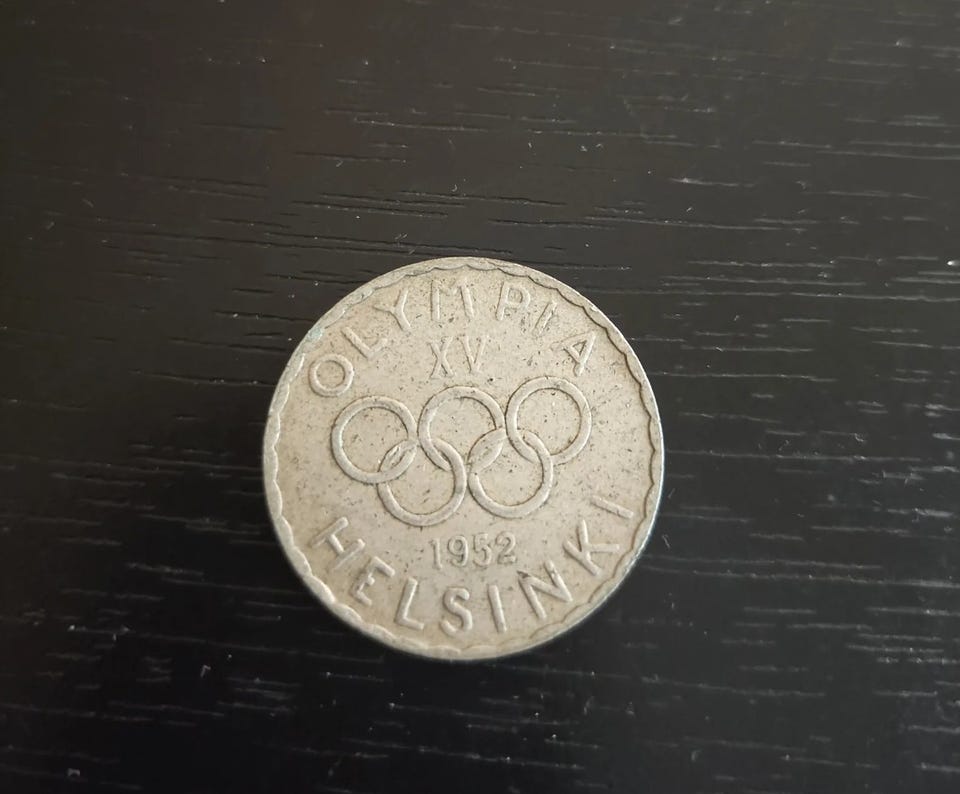 OLYMPIA
XV
1952
HELSINKI